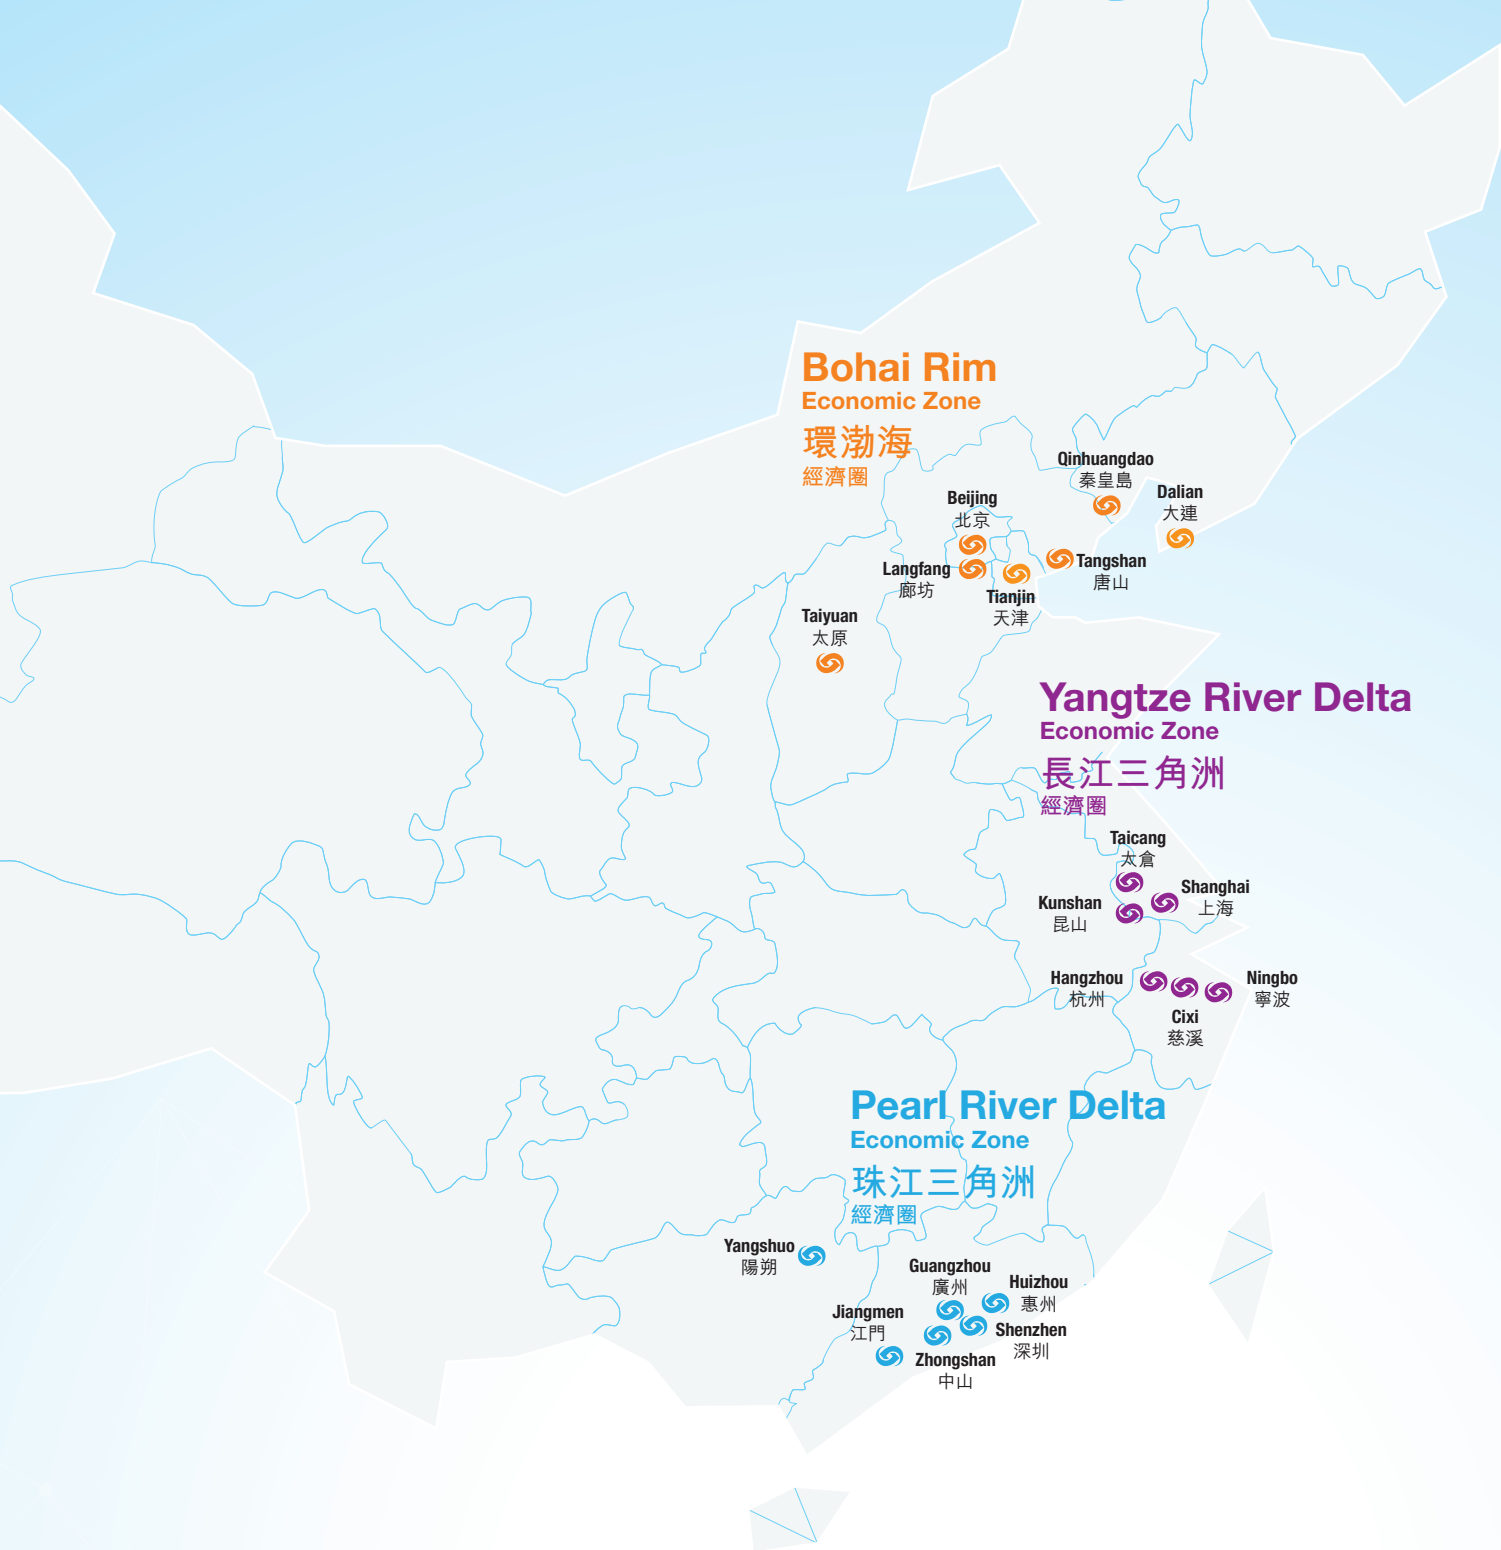 Bohai Rim
Economic Zone
環渤海
經濟圈
Qinhuangdao
秦皇島
Dalian
大連
Beijing
北京
Langfang
廊坊
Tangshan
唐山
Tianjin
天津
Taiyuan
太原
Yangtze River Delta
Economic Zone
長江三角洲
經濟圈
Taicang
太倉
Shanghai
上海
Kunshan
昆山
Hangzhou
杭州
Ningbo
寧波
Cixi
慈溪
Pearl River Delta
Economic Zone
珠江三角洲
經濟圈
Yangshuo
陽朔
Guangzhou
廣州
Huizhou
惠州
Jiangmen
江門
Shenzhen
深圳
Zhongshan
中山